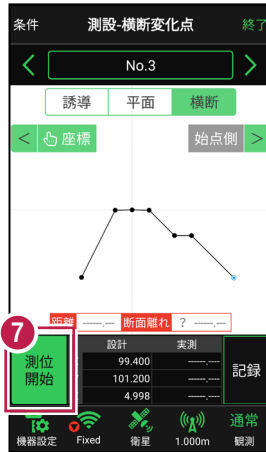 条件 測設-横断変化点 終了
< No.3 >
誘導 平面 横断
< 座標 始点側 >
距離 -----.--- 断面離れ ? -----.---
7
設計 実測
測位
開始
99.400 -----.---
101.200 -----.---
4.998 -----.---
記録
機器設定 Fixed 衛星 1.000m 通常
観測